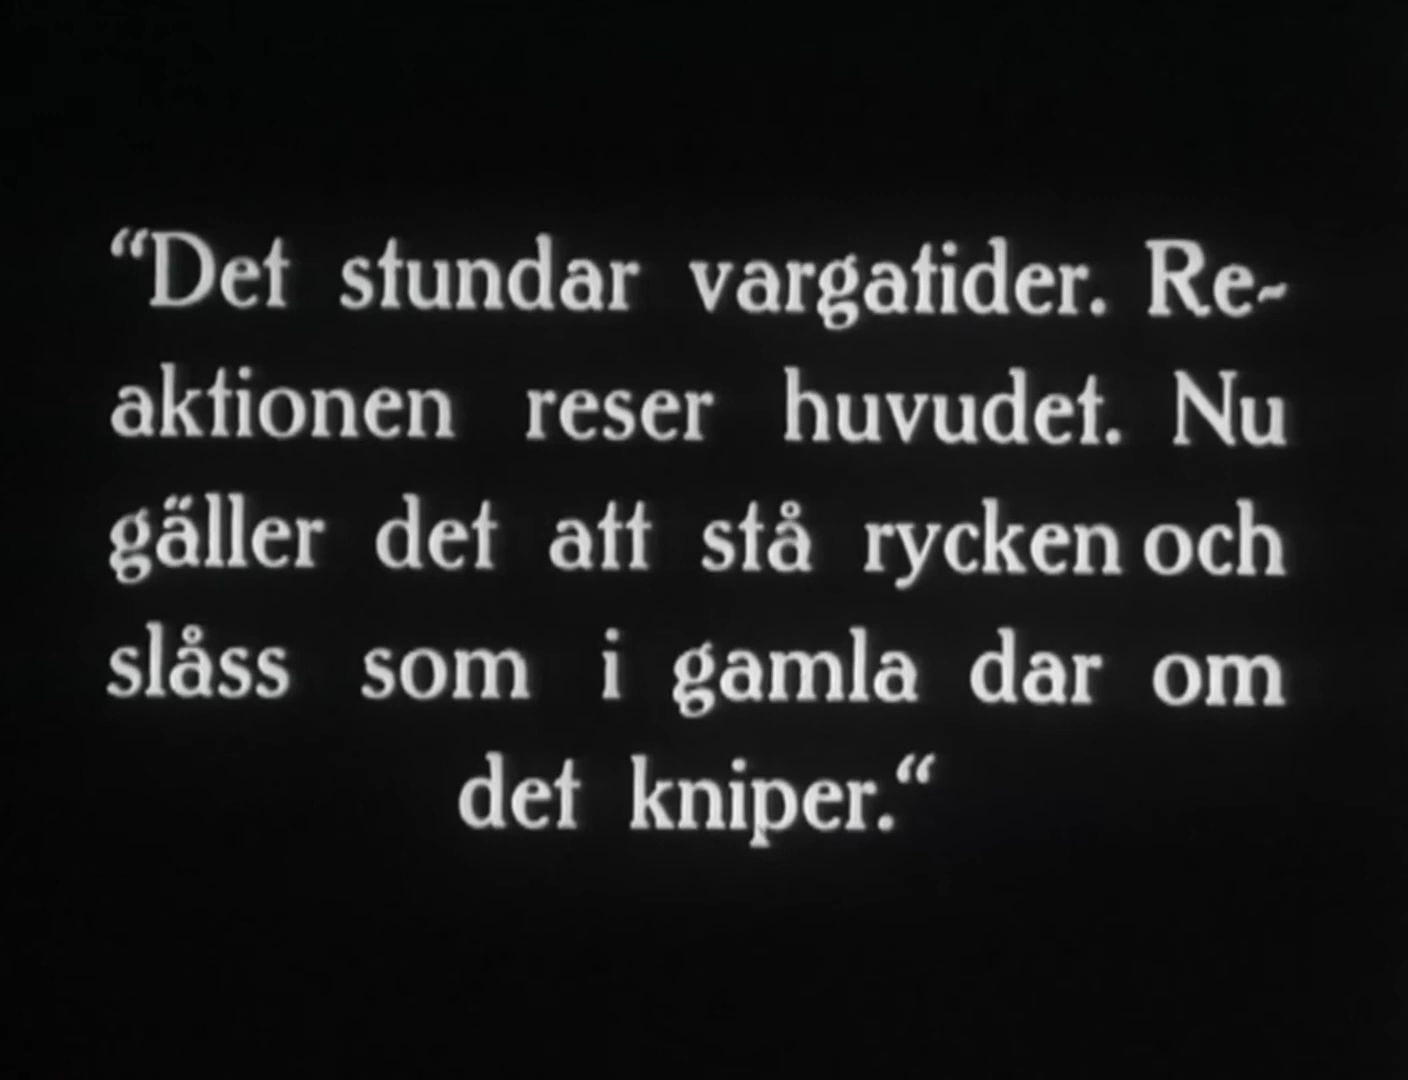 “Det stundar vargatider. Re-
aktionen reser huvudet. Nu
gäller det att stå rycken och
slåss som i gamla dar om
det kniper.“